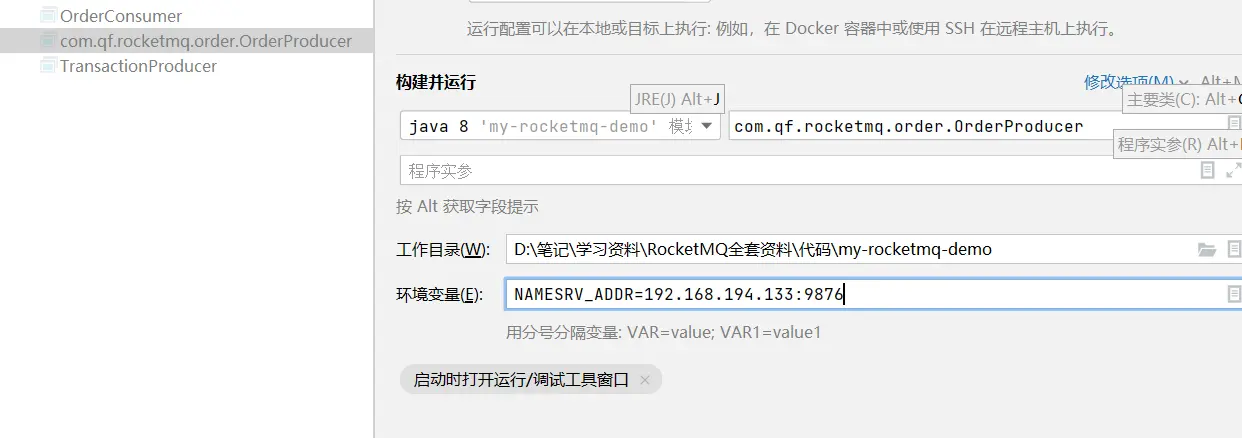 OrderConsumer
com.qf.rocketmq.order.OrderProducer
TransactionProducer
运行配置可以在本地或目标上执行: 例如，在 Docker 容器中或使用 SSH 在远程主机上执行。
构建并运行
修改选项(M) Alt+M
JRE(J) Alt+J
主要类(C): Alt+C
java 8 'my-rocketmq-demo' 模块
com.qf.rocketmq.order.OrderProducer
程序实参(R) Alt+
程序实参
按 Alt 获取字段提示
工作目录(W): D:\笔记\学习资料\RocketMQ全套资料\代码\my-rocketmq-demo
环境变量(E): NAMESRV_ADDR=192.168.194.133:9876
用分号分隔变量: VAR=value; VAR1=value1
启动时打开运行/调试工具窗口 ×